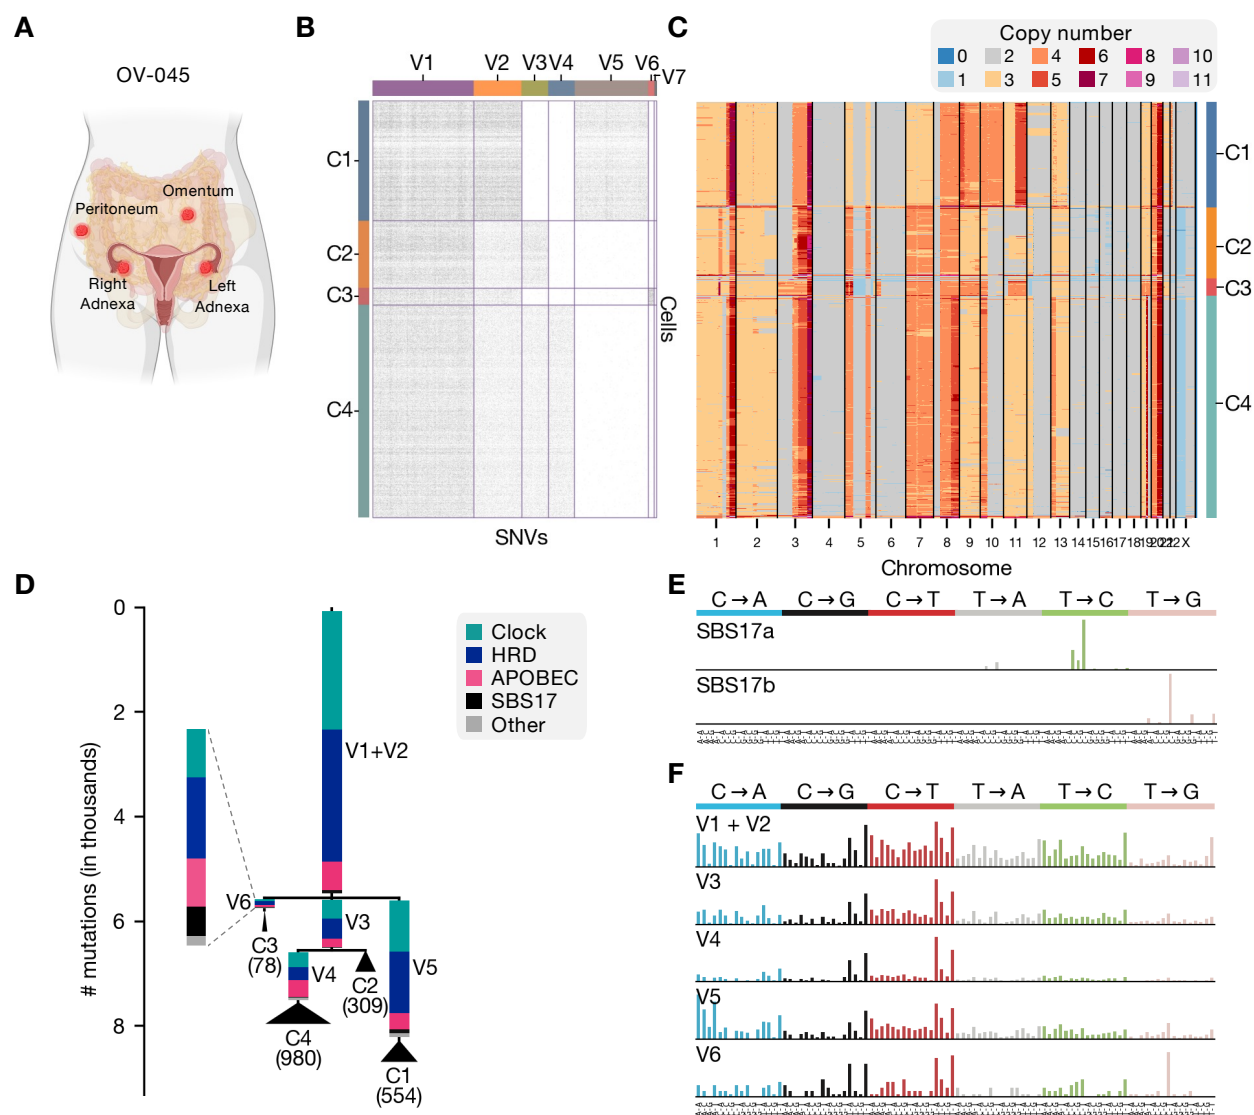 A
OV-045
Omentum
Peritoneum
Right
Adnexa
Left
Adnexa
B
V1 V2 V3 V4 V5 V6
V7
C1
C2
C3
C4
Cells
SNVs
C
Copy number
0 2 4 6 8 10
1 3 5 7 9 11
C1
C2
C3
C4
1 2 3 4 5 6 7 8 9 10 11 12 13 14 15 16 17 18 19 20 21 22 X
Chromosome
D
# mutations (in thousands)
0
2
4
6
8
Clock
HRD
APOBEC
SBS17
Other
V1+V2
V6
V3
C3
(78)
V4
V5
C2
(309)
C4
(980)
C1
(554)
E
C→A C→G C→T T→A T→C T→G
SBS17a
SBS17b
F
C→A C→G C→T T→A T→C T→G
V1 + V2
V3
V4
V5
V6